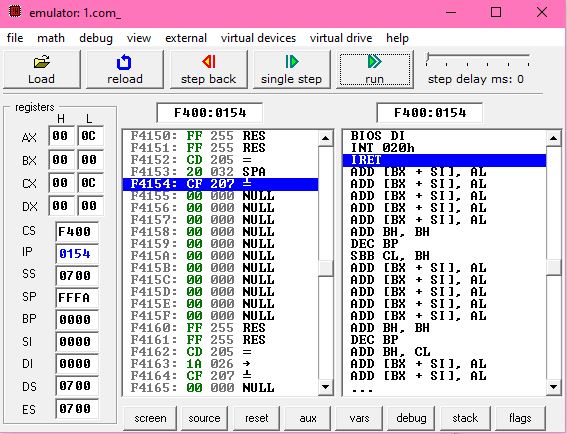 emulator: 1.com_
file math debug view external virtual devices virtual drive help
Load reload step back single step run step delay ms: 0
registers F400:0154 F400:0154
H L
AX 00 0C
BX 00 00
CX 00 0C
DX 00 00
CS F400
IP 0154
SS 0700
SP FFFA
BP 0000
SI 0000
DI 0000
DS 0700
ES 0700
F4150: FF 255 RES
F4151: FF 255 RES
F4152: CD 205 =
F4153: 20 032 SPA
F4154: CF 207 ╧
F4155: 00 000 NULL
F4156: 00 000 NULL
F4157: 00 000 NULL
F4158: 00 000 NULL
F4159: 00 000 NULL
F415A: 00 000 NULL
F415B: 00 000 NULL
F415C: 00 000 NULL
F415D: 00 000 NULL
F415E: 00 000 NULL
F415F: 00 000 NULL
F4160: FF 255 RES
F4161: FF 255 RES
F4162: CD 205 =
F4163: 1A 026 →
F4164: CF 207 ╧
F4165: 00 000 NULL
BIOS DI
INT 020h
IRET
ADD [BX + SI], AL
ADD [BX + SI], AL
ADD [BX + SI], AL
ADD [BX + SI], AL
ADD [BX + SI], AL
ADD BH, BH
DEC BP
SBB CL, BH
ADD [BX + SI], AL
ADD [BX + SI], AL
ADD [BX + SI], AL
ADD [BX + SI], AL
ADD [BX + SI], AL
ADD BH, BH
DEC BP
ADD BH, CL
ADD [BX + SI], AL
ADD [BX + SI], AL
...
screen source reset aux vars debug stack flags